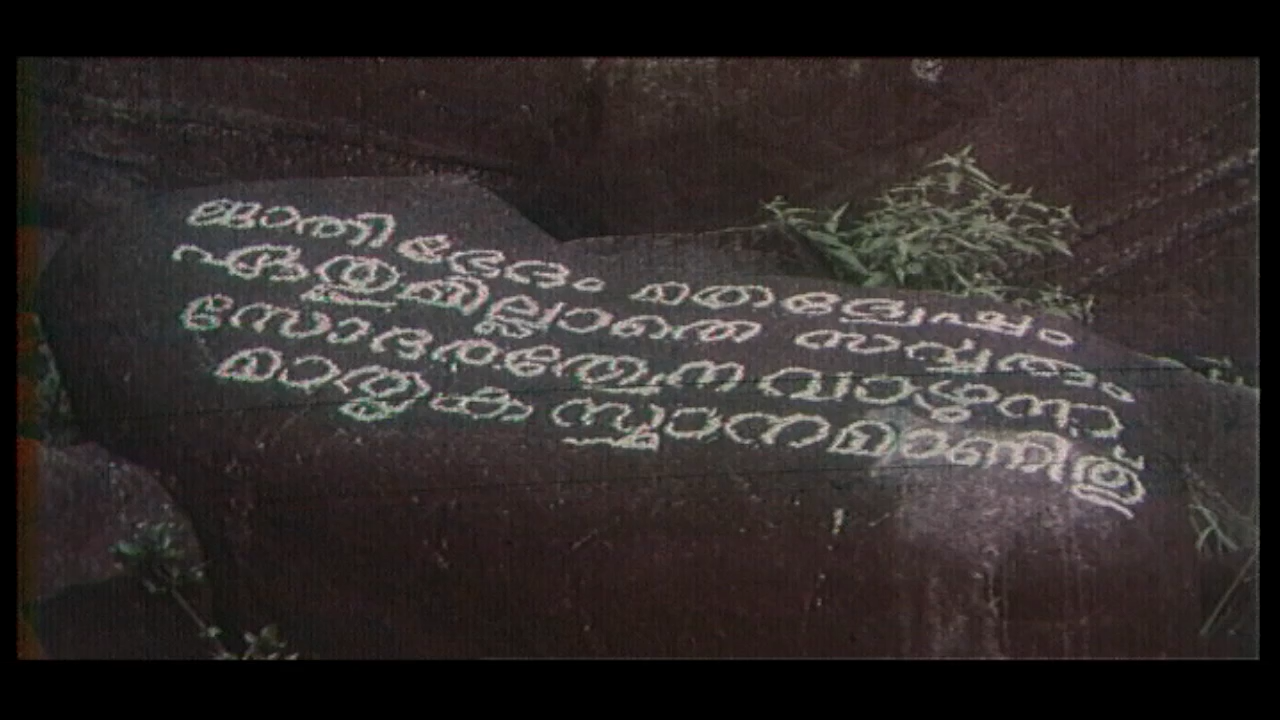 ജാതി ഭേദം മതദ്വേഷം
ഏതുമില്ലാതെ സർവ്വരും
സോദരത്വേന വാഴുന്ന
മാതൃകാ സ്ഥാനമാണിത്